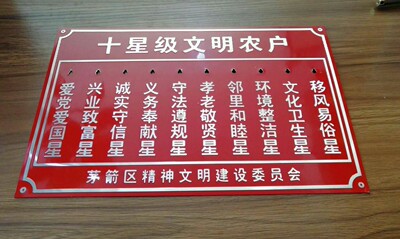 十星级文明农户
爱党爱国星
兴业致富星
诚实守信星
义务奉献星
守法遵规星
孝老敬贤星
邻里和睦星
环境整洁星
文化卫生星
移风易俗星
茅箭区精神文明建设委员会